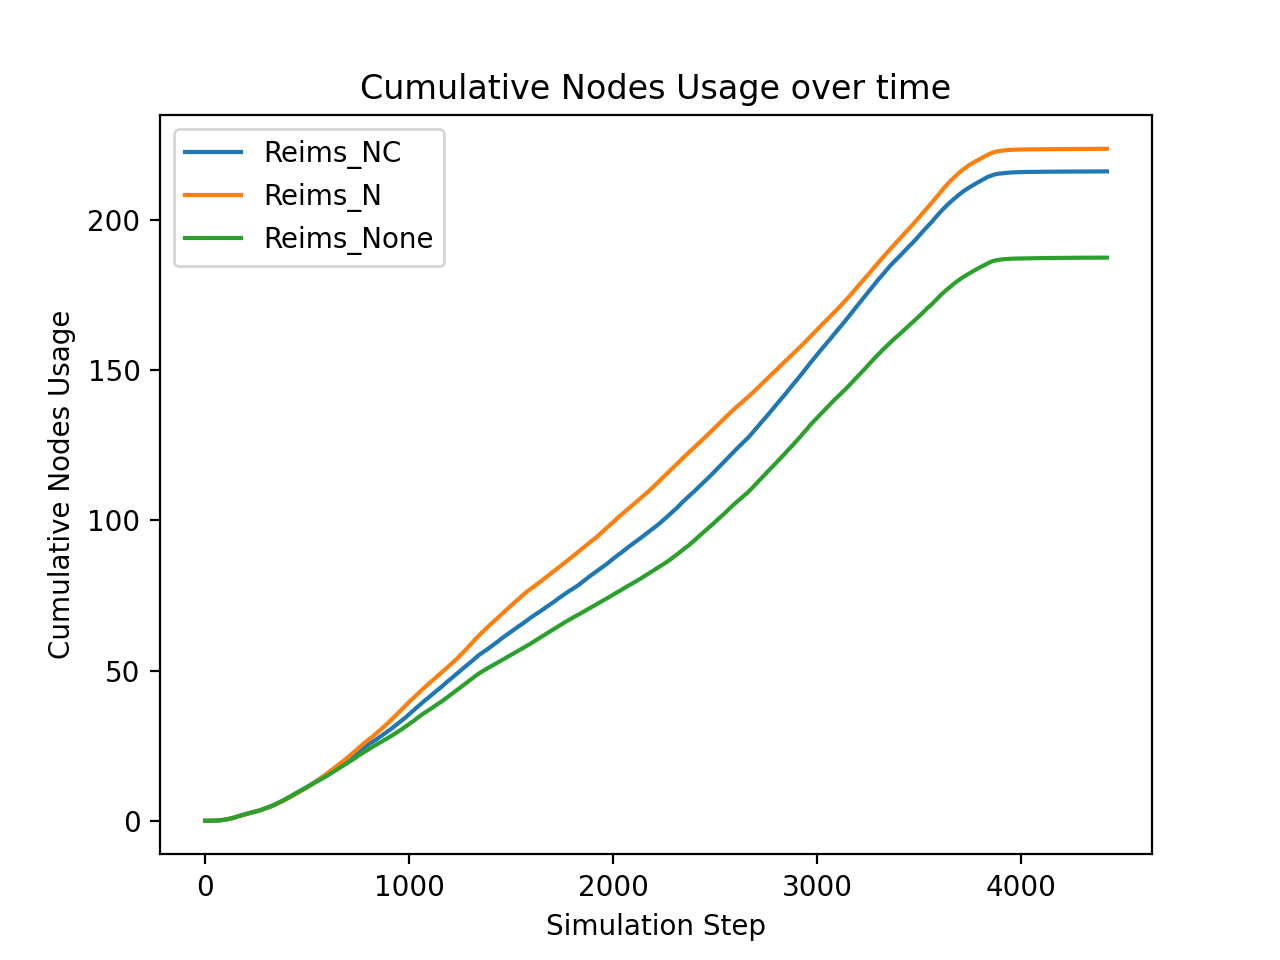 Cumulative Nodes Usage over time
Reims_NC
Reims_N
Reims_None
Cumulative Nodes Usage
200
150
100
50
0
0 1000 2000 3000 4000
Simulation Step